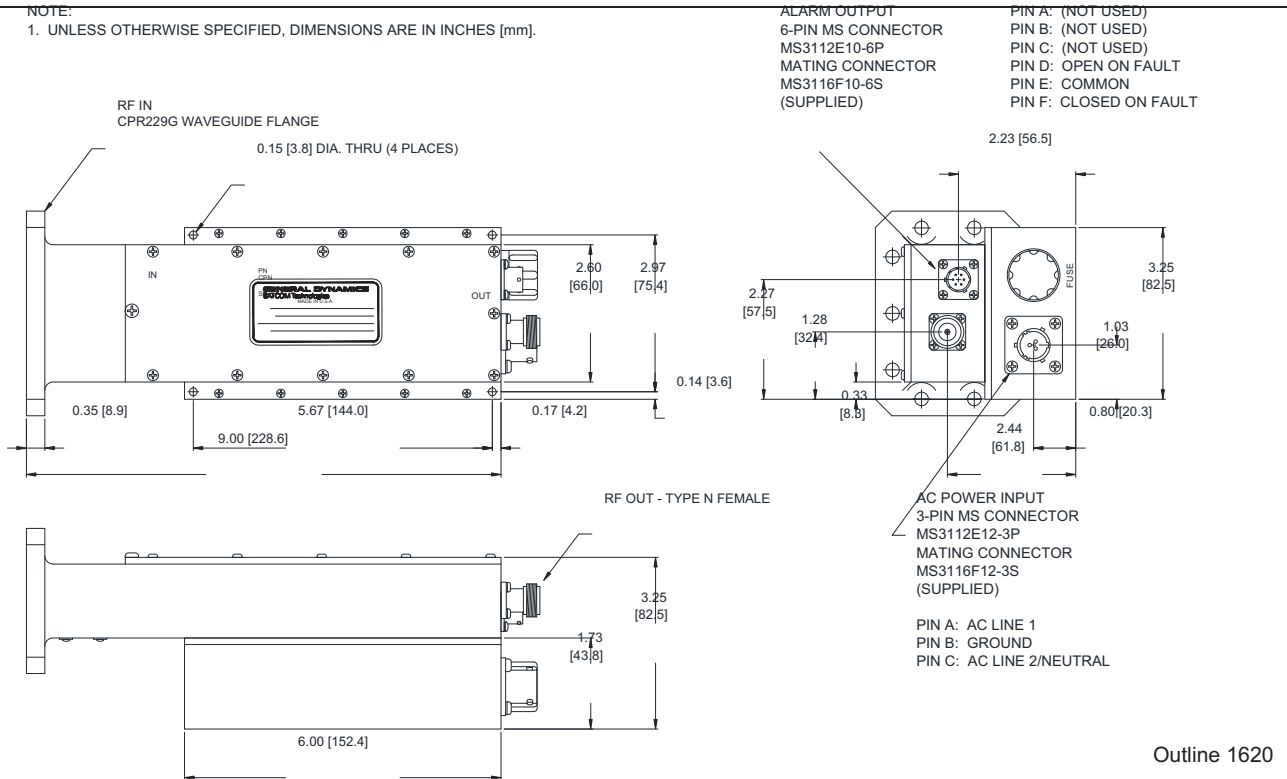 NOTE:
1. UNLESS OTHERWISE SPECIFIED, DIMENSIONS ARE IN INCHES [mm].
ALARM OUTPUT
6-PIN MS CONNECTOR
MS3112E10-6P
MATING CONNECTOR
MS3116F10-6S
(SUPPLIED)
PIN A: (NOT USED)
PIN B: (NOT USED)
PIN C: (NOT USED)
PIN D: OPEN ON FAULT
PIN E: COMMON
PIN F: CLOSED ON FAULT
RF IN
CPR229G WAVEGUIDE FLANGE
0.15 [3.8] DIA. THRU (4 PLACES)
2.23 [56.5]
IN
PN
CPN
GENERAL DYNAMICS
SATCOM Technologies
MADE IN U.S.A.
OUT
2.60
[66.0]
2.97
[75.4]
FUSE
3.25
[82.5]
2.27
[57.5]
1.28
[32.4]
1.03
[26.0]
0.14 [3.6]
0.33
[8.3]
0.35 [8.9]
5.67 [144.0]
0.17 [4.2]
0.80 [20.3]
9.00 [228.6]
2.44
[61.8]
RF OUT - TYPE N FEMALE
AC POWER INPUT
3-PIN MS CONNECTOR
MS3112E12-3P
MATING CONNECTOR
MS3116F12-3S
(SUPPLIED)
PIN A: AC LINE 1
PIN B: GROUND
PIN C: AC LINE 2/NEUTRAL
3.25
[82.5]
1.73
[43.8]
6.00 [152.4]
Outline 1620